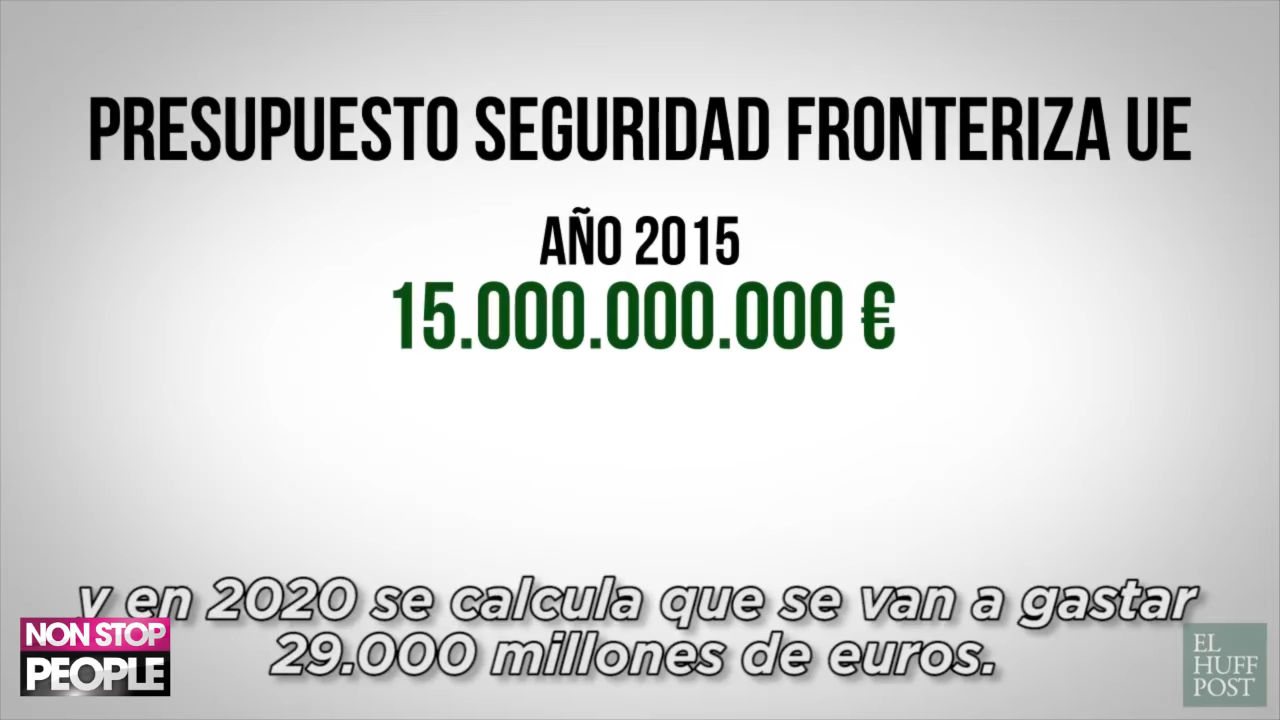 PRESUPUESTO SEGURIDAD FRONTERIZA UE
AÑO 2015
15.000.000.000 €
y en 2020 se calcula que se van a gastar
29.000 millones de euros.
NON STOP
PEOPLE
EL
HUFF
POST